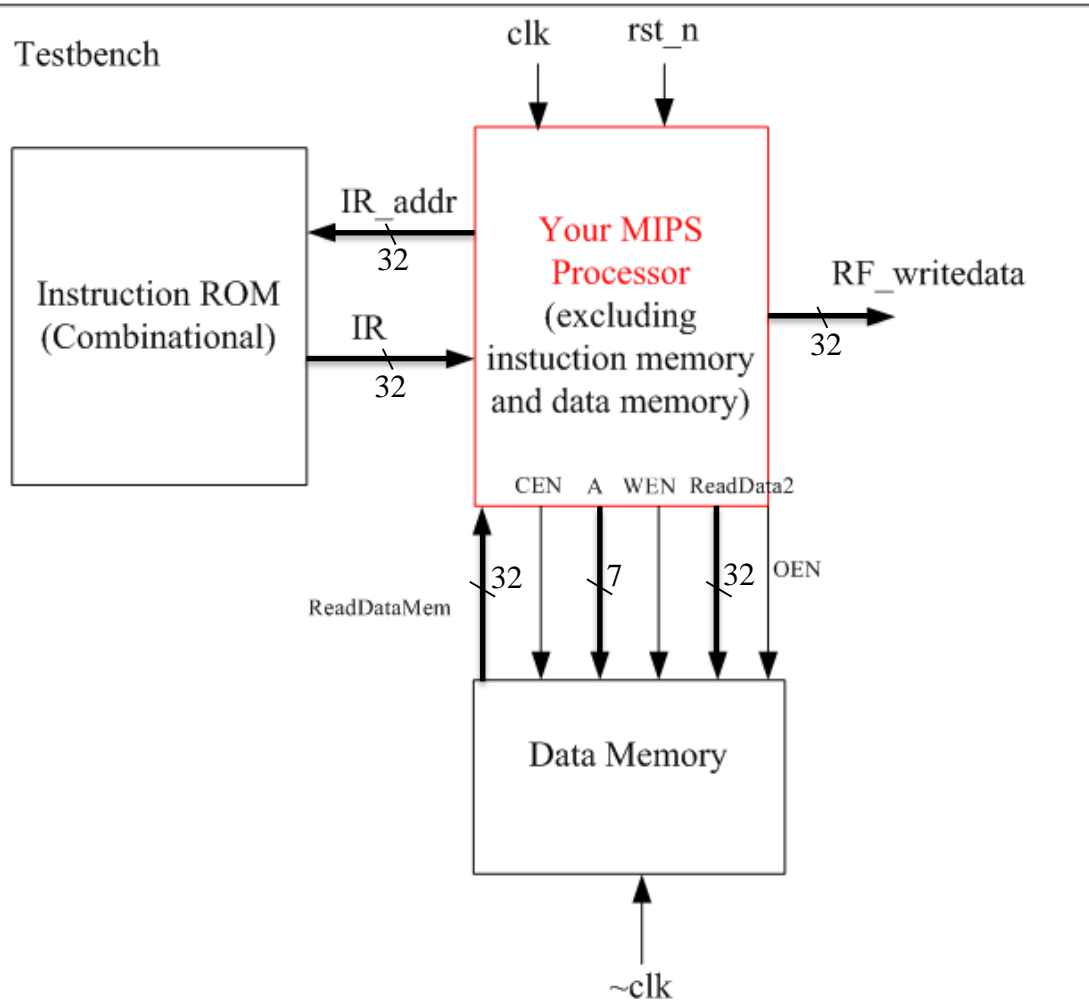 Testbench
clk
rst_n
IR_addr
32
Instruction ROM
(Combinational)
IR
32
Your MIPS
Processor
(excluding
instuction memory
and data memory)
RF_writedata
32
CEN
A
WEN
ReadData2
ReadDataMem
32
7
32
OEN
Data Memory
~clk